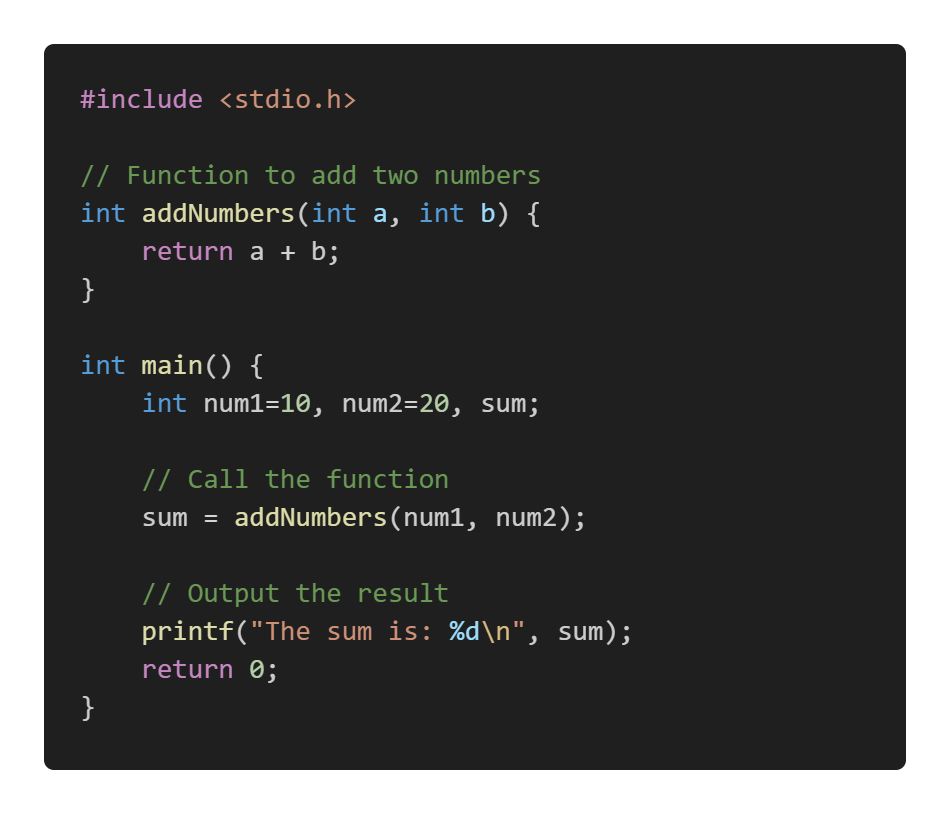 #include <stdio.h>

// Function to add two numbers
int addNumbers(int a, int b) {
    return a + b;
}

int main() {
    int num1=10, num2=20, sum;

    // Call the function
    sum = addNumbers(num1, num2);

    // Output the result
    printf("The sum is: %d\n", sum);
    return 0;
}